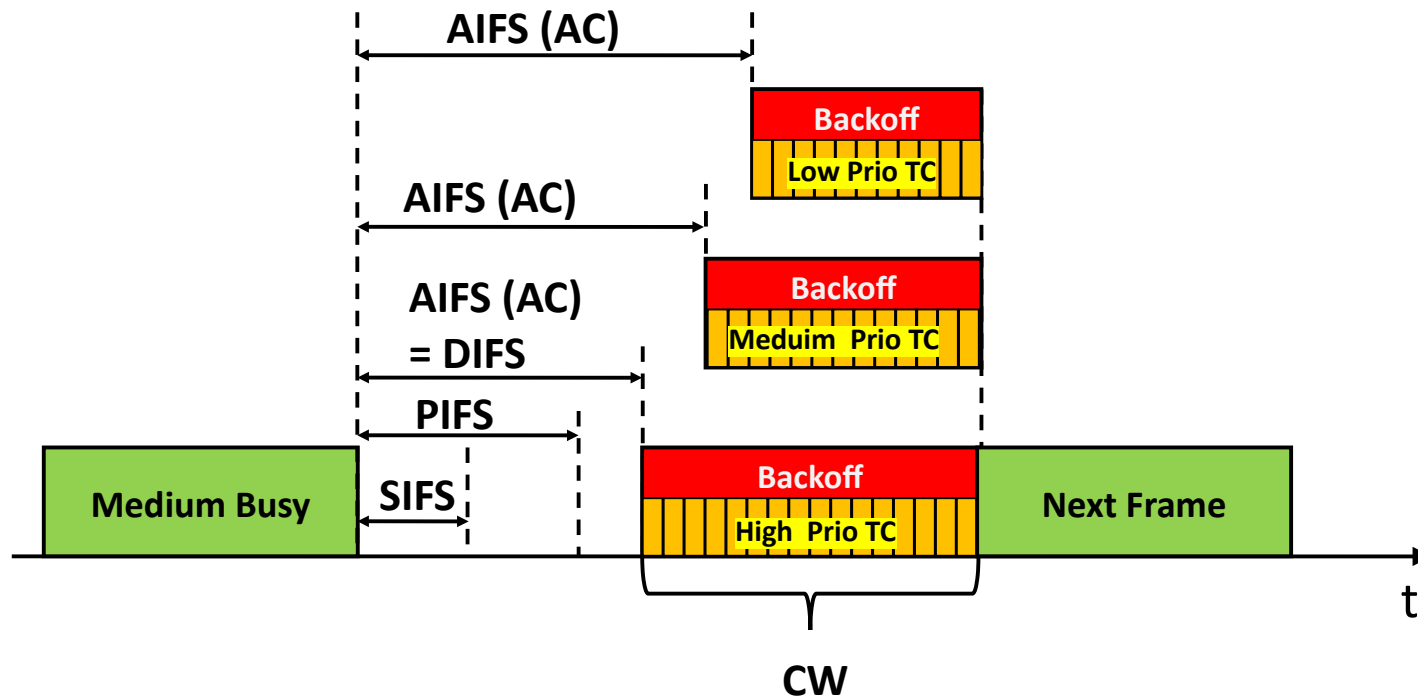 AIFS (AC)
Backoff
Low Prio TC
AIFS (AC)
Backoff
Meduim Prio TC
AIFS (AC)
= DIFS
PIFS
Medium Busy
SIFS
Backoff
High Prio TC
Next Frame
t
CW